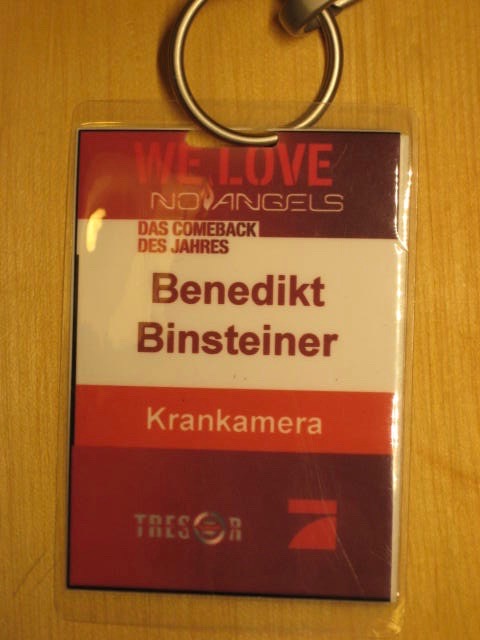 WE LOVE
NO ANGELS
DAS COMEBACK
DES JAHRES
Benedikt
Binsteiner
Krankamera
TRESOR